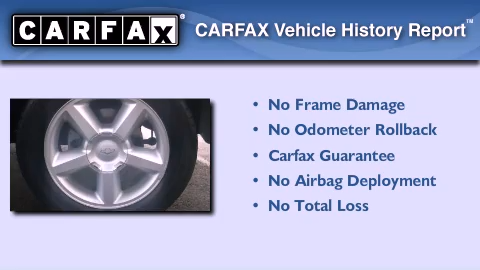 CARFAX® CARFAX Vehicle History Report™
• No Frame Damage
• No Odometer Rollback
• Carfax Guarantee
• No Airbag Deployment
• No Total Loss